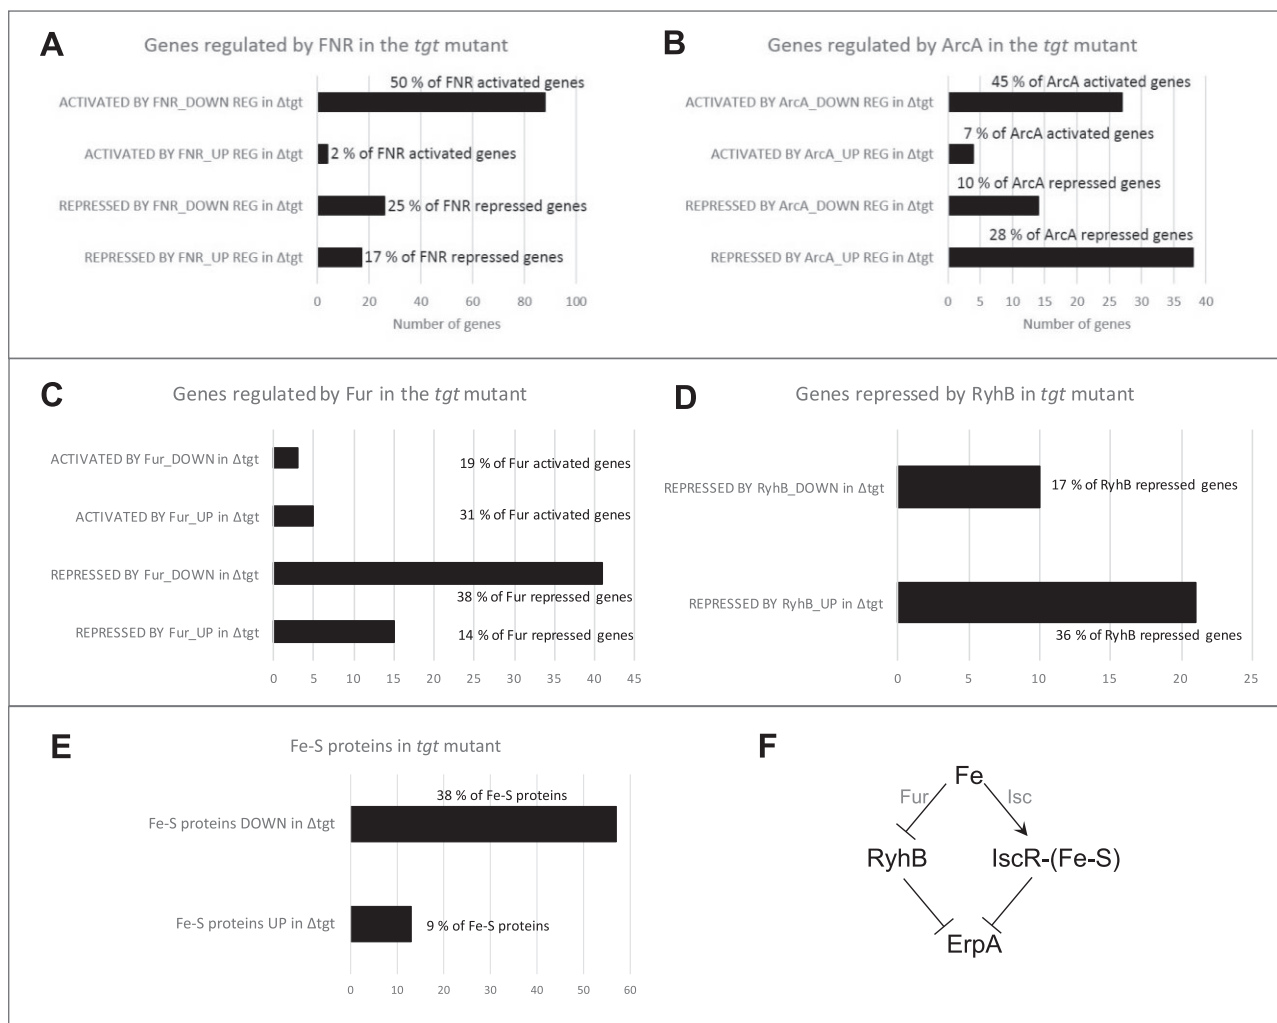 A
Genes regulated by FNR in the tgt mutant
50 % of FNR activated genes
ACTIVATED BY FNR_DOWN REG in Δtgt
ACTIVATED BY FNR_UP REG in Δtgt
2 % of FNR activated genes
REPRESSED BY FNR_DOWN REG in Δtgt
25 % of FNR repressed genes
REPRESSED BY FNR_UP REG in Δtgt
17 % of FNR repressed genes
0 20 40 60 80 100
Number of genes
B
Genes regulated by ArcA in the tgt mutant
45 % of ArcA activated genes
ACTIVATED BY ArcA_DOWN REG in Δtgt
7 % of ArcA activated genes
ACTIVATED BY ArcA_UP REG in Δtgt
10 % of ArcA repressed genes
REPRESSED BY ArcA_DOWN REG in Δtgt
28 % of ArcA repressed genes
REPRESSED BY ArcA_UP REG in Δtgt
0 5 10 15 20 25 30 35 40
Number of genes
C
Genes regulated by Fur in the tgt mutant
ACTIVATED BY Fur_DOWN in Δtgt
19 % of Fur activated genes
ACTIVATED BY Fur_UP in Δtgt
31 % of Fur activated genes
REPRESSED BY Fur_DOWN in Δtgt
38 % of Fur repressed genes
REPRESSED BY Fur_UP in Δtgt
14 % of Fur repressed genes
0 5 10 15 20 25 30 35 40 45
D
Genes repressed by RyhB in tgt mutant
REPRESSED BY RyhB_DOWN in Δtgt
17 % of RyhB repressed genes
REPRESSED BY RyhB_UP in Δtgt
36 % of RyhB repressed genes
0 5 10 15 20 25
E
Fe-S proteins in tgt mutant
38 % of Fe-S proteins
Fe-S proteins DOWN in Δtgt
Fe-S proteins UP in Δtgt
9 % of Fe-S proteins
0 10 20 30 40 50 60
F
Fe
Fur Isc
RyhB IscR-(Fe-S)
ErpA